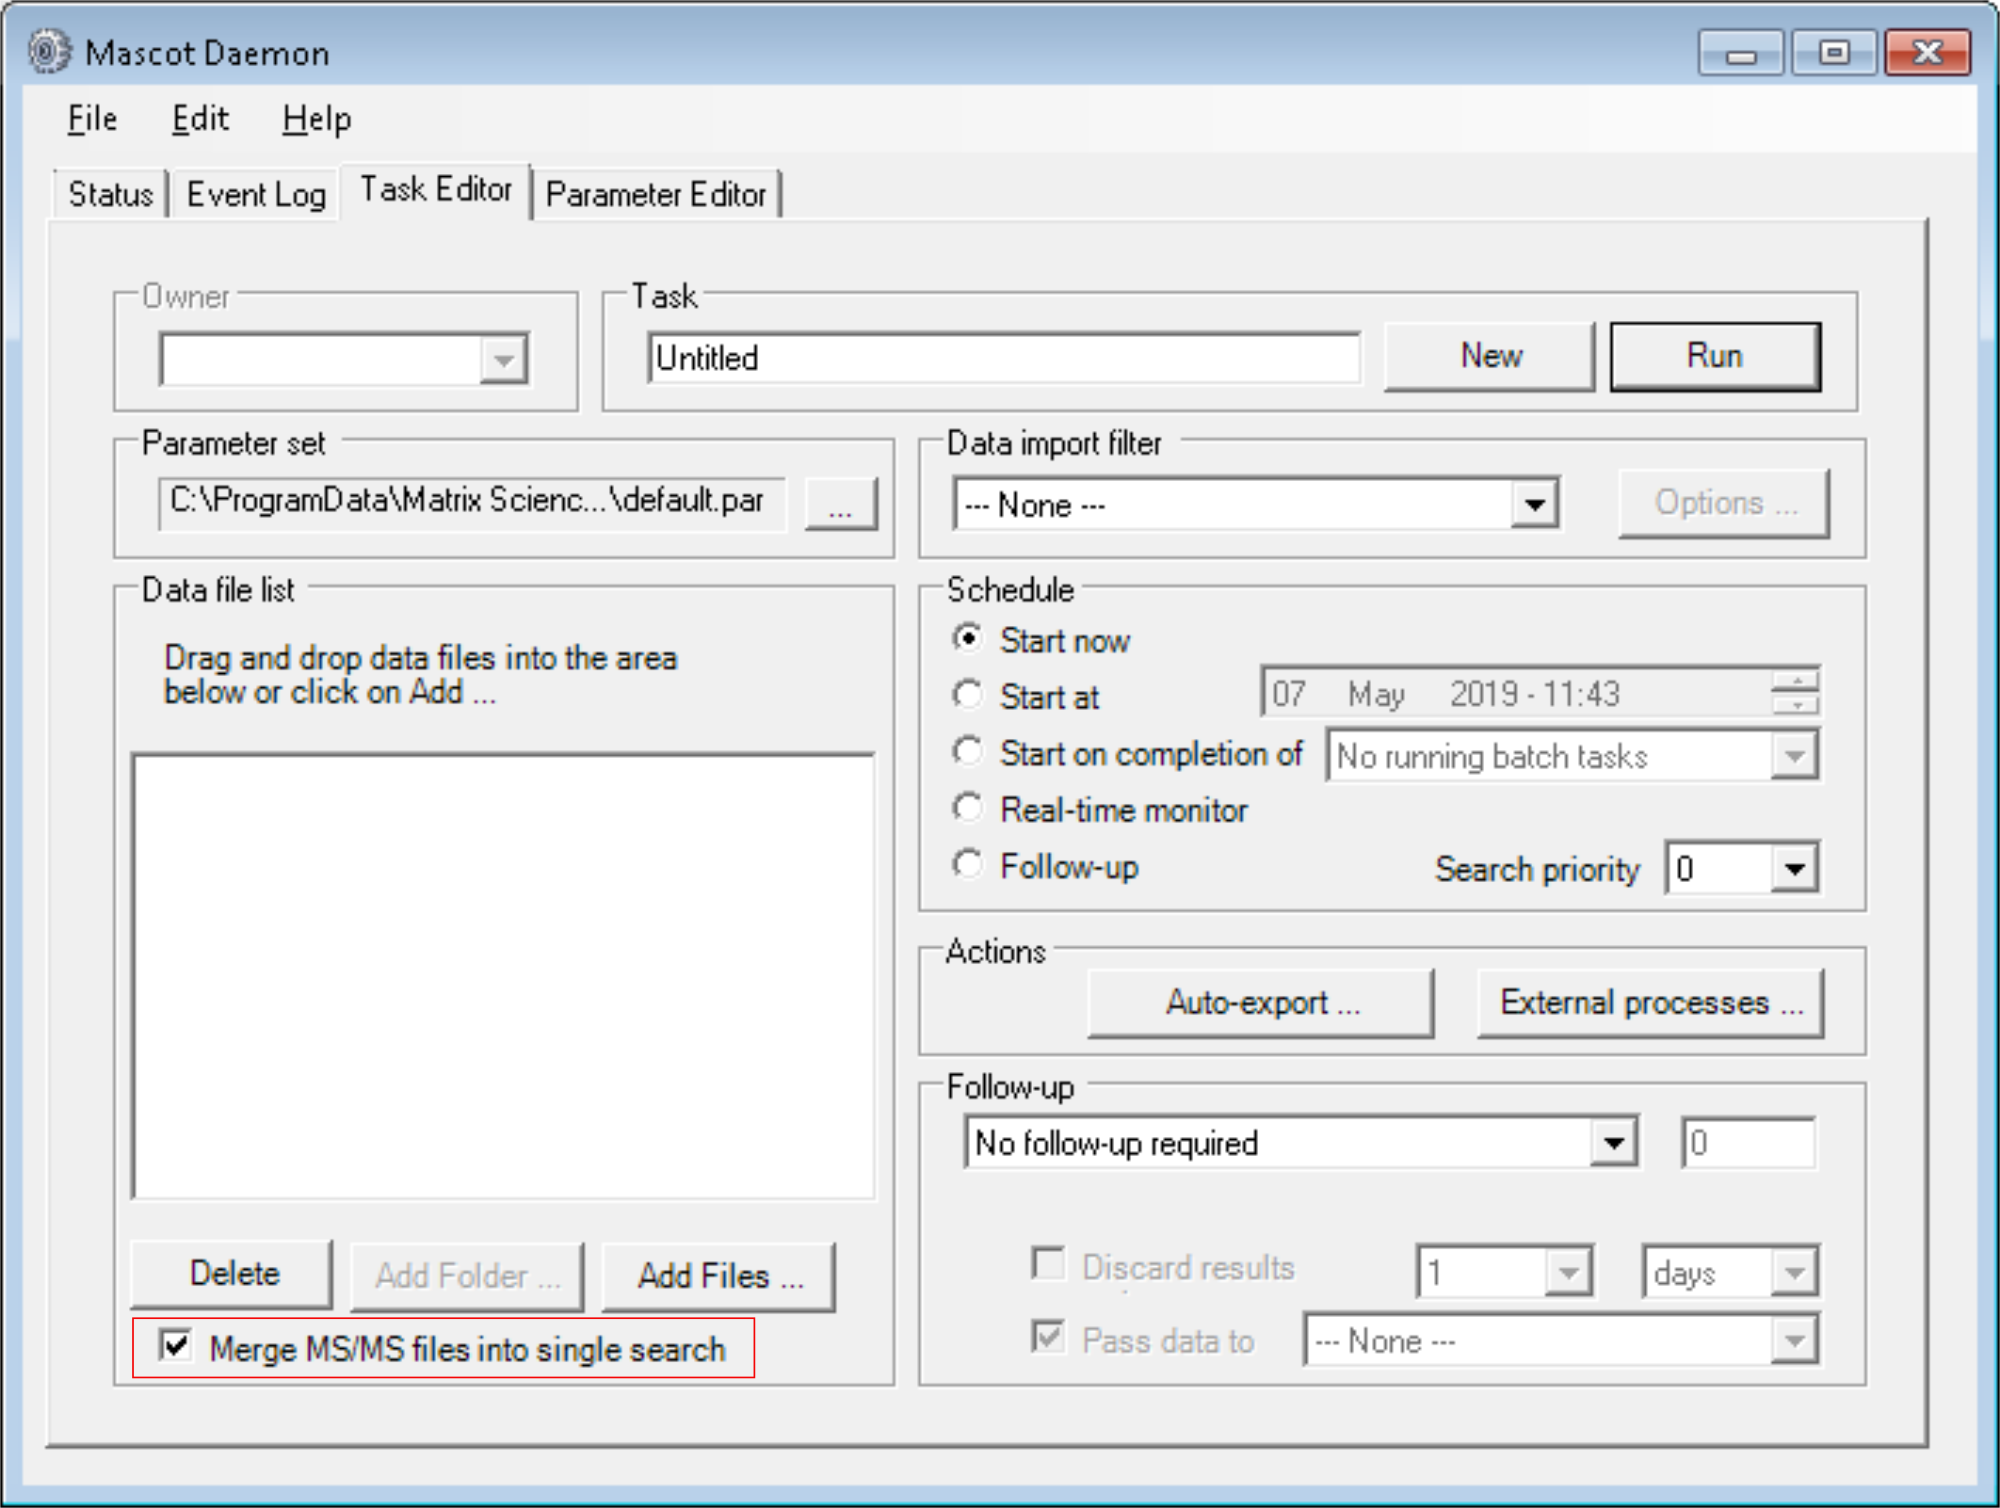 Mascot Daemon
File Edit Help
Status Event Log Task Editor Parameter Editor
Owner
Task
Untitled
New
Run
Parameter set
C:\ProgramData\Matrix Scienc...\default.par
...
Data import filter
--- None ---
Options ...
Data file list
Drag and drop data files into the area
below or click on Add ...
Delete
Add Folder ...
Add Files ...
Merge MS/MS files into single search
Schedule
Start now
Start at
07 May 2019 - 11:43
Start on completion of
No running batch tasks
Real-time monitor
Follow-up
Search priority
0
Actions
Auto-export ...
External processes ...
Follow-up
No follow-up required
0
Discard results
1
days
Pass data to
--- None ---